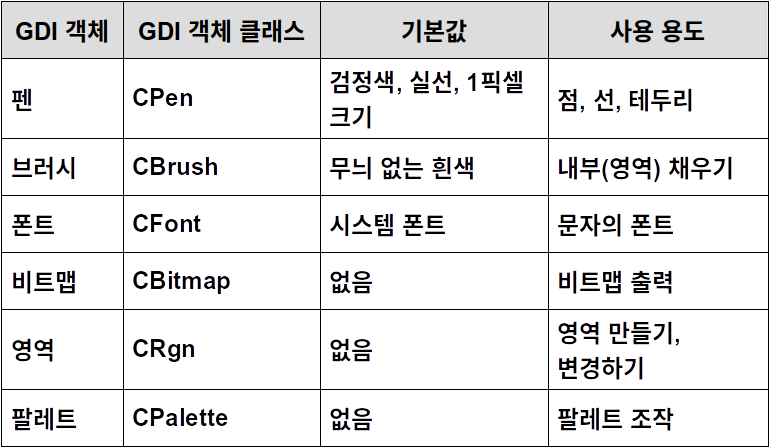 GDI 객체 GDI 객체 클래스 기본값 사용 용도
펜 CPen 검정색, 실선, 1픽셀
크기 점, 선, 테두리
브러시 CBrush 무늬 없는 흰색 내부(영역) 채우기
폰트 CFont 시스템 폰트 문자의 폰트
비트맵 CBitmap 없음 비트맵 출력
영역 CRgn 없음 영역 만들기,
변경하기
팔레트 CPalette 없음 팔레트 조작